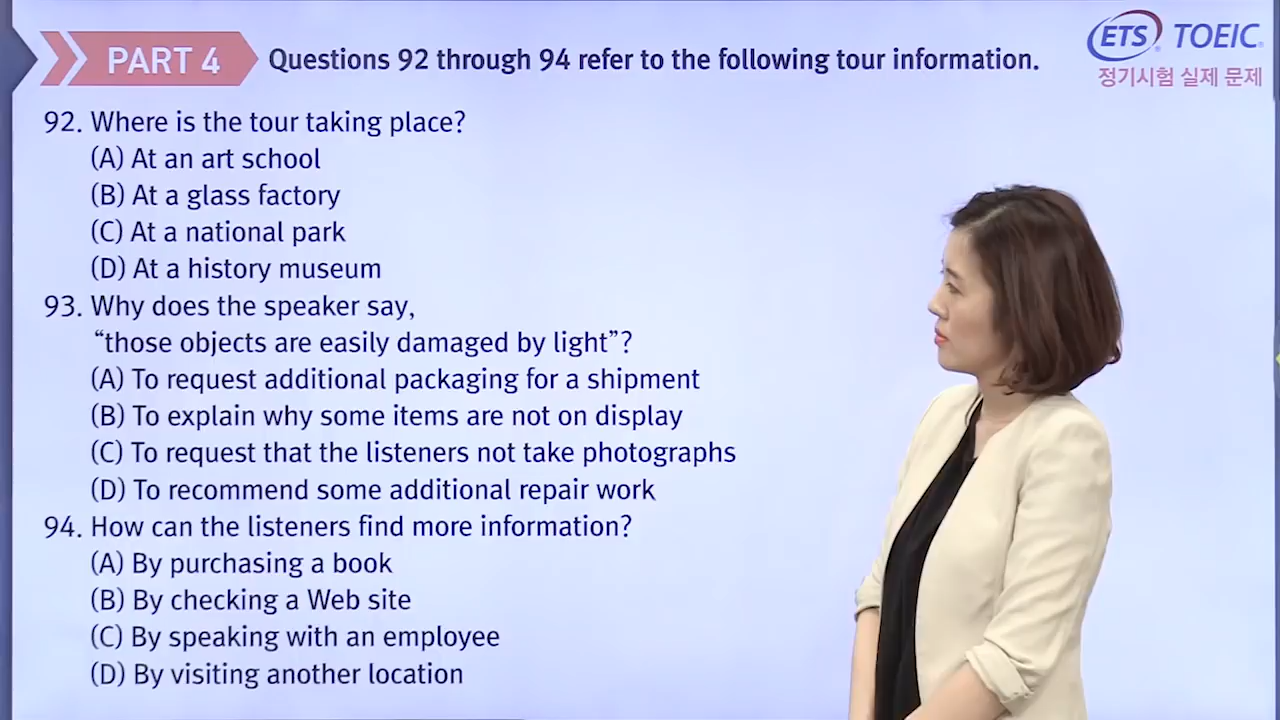 PART 4
Questions 92 through 94 refer to the following tour information.
ETS TOEIC
정기시험 실제 문제
92. Where is the tour taking place?
(A) At an art school
(B) At a glass factory
(C) At a national park
(D) At a history museum
93. Why does the speaker say,
“those objects are easily damaged by light”?
(A) To request additional packaging for a shipment
(B) To explain why some items are not on display
(C) To request that the listeners not take photographs
(D) To recommend some additional repair work
94. How can the listeners find more information?
(A) By purchasing a book
(B) By checking a Web site
(C) By speaking with an employee
(D) By visiting another location